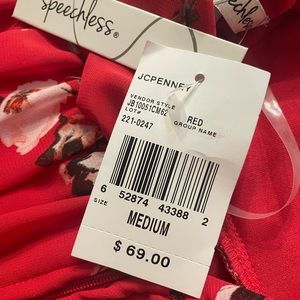 speechless®
speechless
JCPENNEY
VENDOR STYLE
JB10051CM62
LOT#
221-0247
RED
GROUP NAME
6 52874 43388 2
SIZE
MEDIUM
$ 69.00